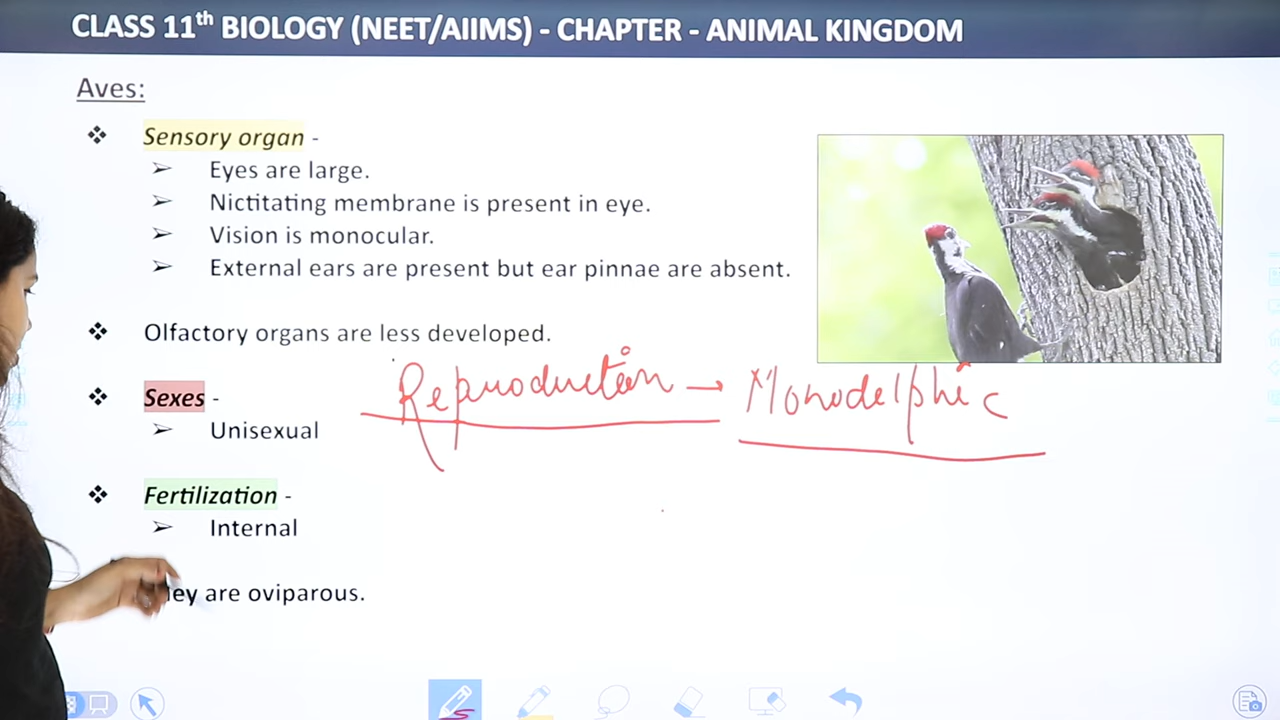 CLASS 11th BIOLOGY (NEET/AIIMS) - CHAPTER - ANIMAL KINGDOM
Aves:
❖ Sensory organ -
➢ Eyes are large.
➢ Nictitating membrane is present in eye.
➢ Vision is monocular.
➢ External ears are present but ear pinnae are absent.
❖ Olfactory organs are less developed.
Reproduction → Monodelphic
❖ Sexes -
➢ Unisexual
❖ Fertilization -
➢ Internal
are oviparous.